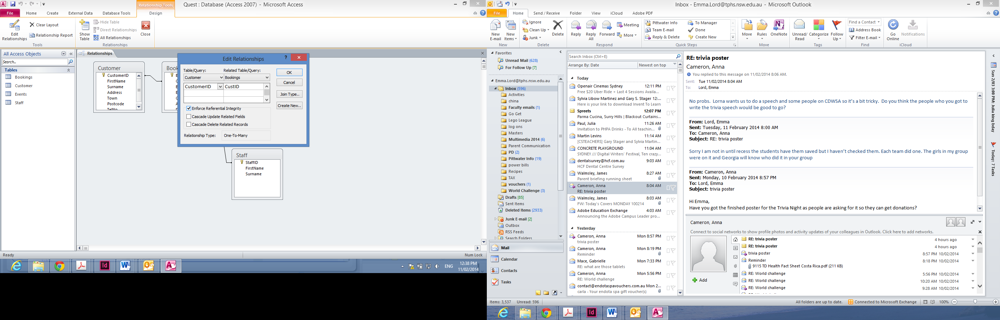 Relationship Tools
Quest : Database (Access 2007) - Microsoft Access
File Home Create External Data Database Tools Design
Edit Relationships
Clear Layout
Relationship Report
Tools
Show Table
Hide Table
Direct Relationships
All Relationships
Relationships
Close
All Access Objects
Search...
Tables
Bookings
Customer
Events
Staff
Relationships
Customer
CustomerID
FirstName
Surname
Address
Town
Postcode
TelNo
Edit Relationships
Table/Query: Related Table/Query:
Customer Bookings
CustomerID CustID
Enforce Referential Integrity
Cascade Update Related Fields
Cascade Delete Related Records
Relationship Type: One-To-Many
OK
Cancel
Join Type..
Create New..
Staff
StaffID
FirstName
Surname
Ready
Num Lock
ENG
12:38 PM
11/02/2014
Inbox - Emma.Lord@tphs.nsw.edu.au - Microsoft Outlook
File Home Send / Receive Folder View iCloud Adobe PDF
New E-mail
New Items
New
Ignore
Clean Up
Junk
Delete
Delete
Reply
Reply All
Forward
Meeting
More
Respond
Pittwater Info
Team E-mail
Reply & Delete
To Manager
Done
Create New
Quick Steps
Move
Rules
OneNote
Move
Unread/ Read
Categorize
Follow Up
Tags
Find a Contact
Address Book
Filter E-mail
Find
Go Online
Notifications
iCloud
Favorites
Unread Mail (628)
For Follow Up [7]
Emma.Lord@tphs.nsw.edu.au
Inbox (596)
Activities
china
Faculty emails (1)
Go Get
Lego League
log ons
Masters
Multimedia 2014 (6)
Parent Communication
PD (2)
Pittwater Info (19)
power bills
Recipes
TAX
vouchers (1)
World Challenge (3)
Drafts [85]
Sent Items
Deleted Items (2933)
Junk E-mail [2]
Outbox
RSS Feeds
Search Folders
Mail
Calendar
Contacts
Tasks
Search Inbox (Ctrl+E)
Arrange By: Date Newest on top
Today
Openair Cinemas Sydney 12:11 PM
Free $20 Uber Ride + Last 4 Sessions Availa...
Sylvia Libow Martinez and Gary S. Stager 12:...
Here is your link to download Invent To Learn
Spreets 12:07 PM
Parma Cucina, Surry Hills | Blackout Curtains...
Paul, Julia 11:26 AM
Invitation to PHPA Drinks - To All teachin...
Martin Levins 11:14 AM
[CSTEACHERS] Gary Stager and Sylvia Martin...
CONCRETE PLAYGROUND 11:04 AM
SYDNEY /// Digital Writers' Festival, Ten crazy...
dentalsurvey@hcf.com.au 9:03 AM
HCF Dental Centre Survey
Walmsley, James 8:27 AM
Parent briefing running sheet
Cameron, Anna 8:04 AM
RE: trivia poster
Walmsley, James 8:03 AM
FW: Today's Covers MONDAY 100214
Adobe Education Exchange 4:03 AM
Announcing the Adobe Campus Leader pro...
Yesterday
Cameron, Anna Mon 8:57 PM
trivia poster
Cameron, Anna Mon 8:19 PM
Reminder
Mace, Gabrielle Mon 7:33 PM
RE: what are those tablets
Cameron, Anna Mon 5:56 PM
RE: World challenge
contact@endotaspavouchers.com.au Mon 2...
carla - Your endota spa gift voucher(s)
RE: trivia poster
Cameron, Anna
You replied to this message on 11/02/2014 8:06 AM.
Sent: Tue 11/02/2014 8:04 AM
To: Lord, Emma
No probs. Lorna wants us to do a speech and some people on CDWSA so it's a bit tricky. Do you think the people who you got to
write the trivia speech would be good to go?
From: Lord, Emma
Sent: Tuesday, 11 February 2014 8:00 AM
To: Cameron, Anna
Subject: RE: trivia poster
Sorry I am not in until recess the students have them saved but I haven't checked them. Each team did one. The girls in my group
were on it and Georgia will know who did it in your group
From: Cameron, Anna
Sent: Monday, 10 February 2014 8:57 PM
To: Lord, Emma
Subject: trivia poster
Hi Emma,
Have you got the finished poster for the Trivia Night as people are asking for it so they can get donations?
Cameron, Anna
Connect to social networks to show profile photos and activity updates of your colleagues in Outlook. Click here to add networks.
Add
RE: trivia poster 4 hours ago
RE: trivia poster 4 hours ago
trivia poster 8:57 PM 10/02/2014
Reminder 8:18 PM 10/02/2014
9115 TD Health Fact Sheet Costa Rica.pdf (211 KB)
RE: World challenge 5:56 PM 10/02/2014
RE: World challenge 10:20 AM 10/02/2014
RE: World challenge 9:28 AM 10/02/2014
Sun 2/03 3:00 PM: Julia king bday
Today: 7 Tasks
Items: 3,537 Unread: 596
All folders are up to date. Connected to Microsoft Exchange 100%